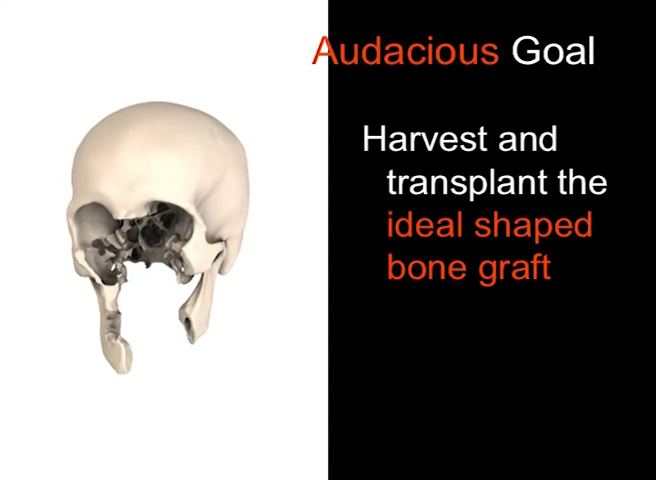 Audacious Goal
Harvest and
transplant the
ideal shaped
bone graft